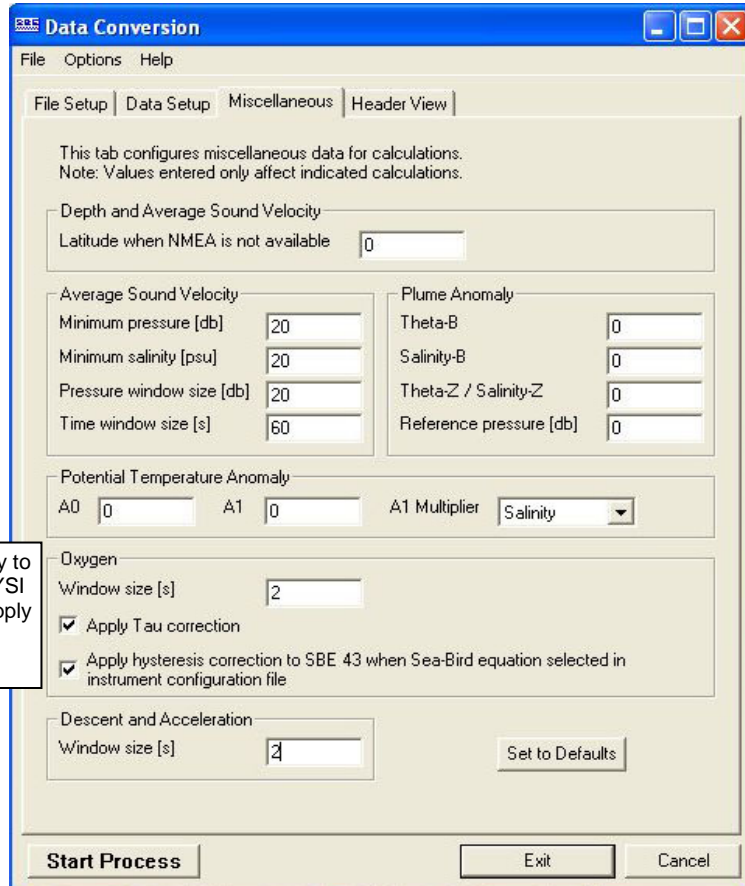 SBE Data Conversion
File Options Help
File Setup Data Setup Miscellaneous Header View
This tab configures miscellaneous data for calculations.
Note: Values entered only affect indicated calculations.
Depth and Average Sound Velocity
Latitude when NMEA is not available 0
Average Sound Velocity
Minimum pressure [db] 20
Minimum salinity [psu] 20
Pressure window size [db] 20
Time window size [s] 60
Plume Anomaly
Theta-B 0
Salinity-B 0
Theta-Z / Salinity-Z 0
Reference pressure [db] 0
Potential Temperature Anomaly
A0 0 A1 0 A1 Multiplier Salinity
y to
YSI
pply
Oxygen
Window size [s] 2
Apply Tau correction
Apply hysteresis correction to SBE 43 when Sea-Bird equation selected in
instrument configuration file
Descent and Acceleration
Window size [s] 2
Set to Defaults
Start Process Exit Cancel